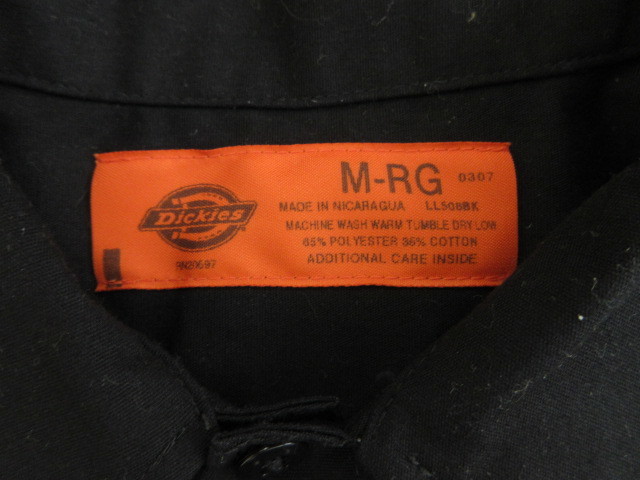 Dickies
RN20697
M-RG 0307
MADE IN NICARAGUA LL508BK
MACHINE WASH WARM TUMBLE DRY LOW
65% POLYESTER 35% COTTON
ADDITIONAL CARE INSIDE